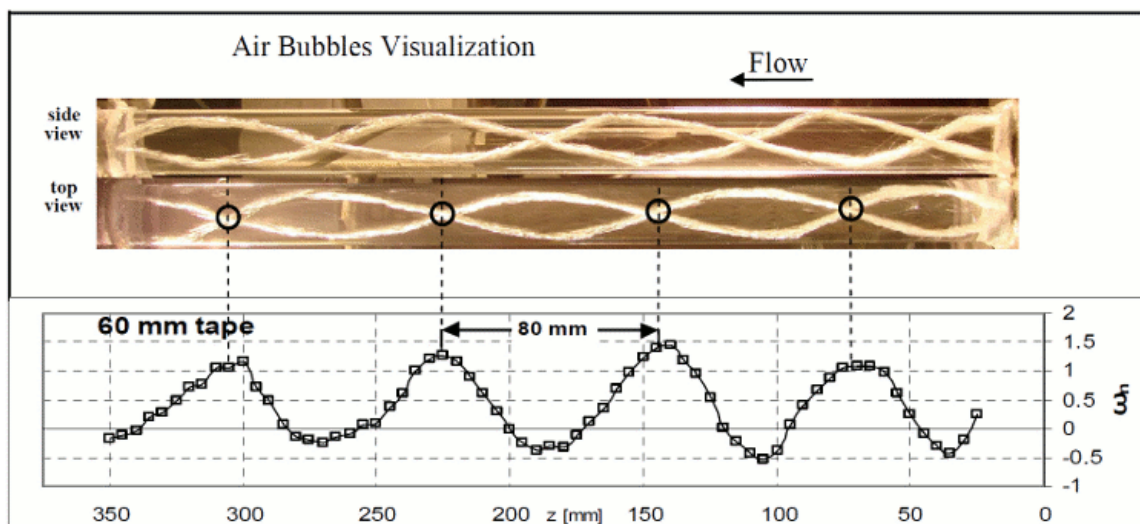 Air Bubbles Visualization
Flow
side
view
top
view
60 mm tape
80 mm
2
1.5
1
0.5
0
-0.5
-1
ωn
350 300 250 200 z [mm] 150 100 50 0